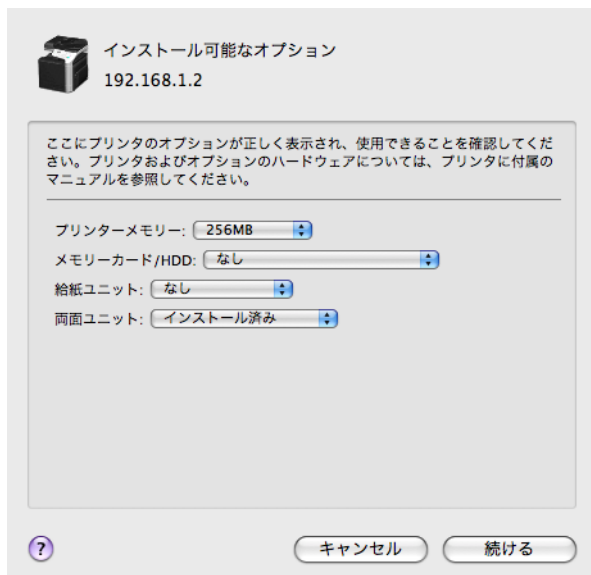 インストール可能なオプション
192.168.1.2
ここにプリンタのオプションが正しく表示され、使用できることを確認してくだ
さい。プリンタおよびオプションのハードウェアについては、プリンタに付属の
マニュアルを参照してください。
プリンターメモリー: 256MB
メモリーカード/HDD: なし
給紙ユニット: なし
両面ユニット: インストール済み
? キャンセル 続ける